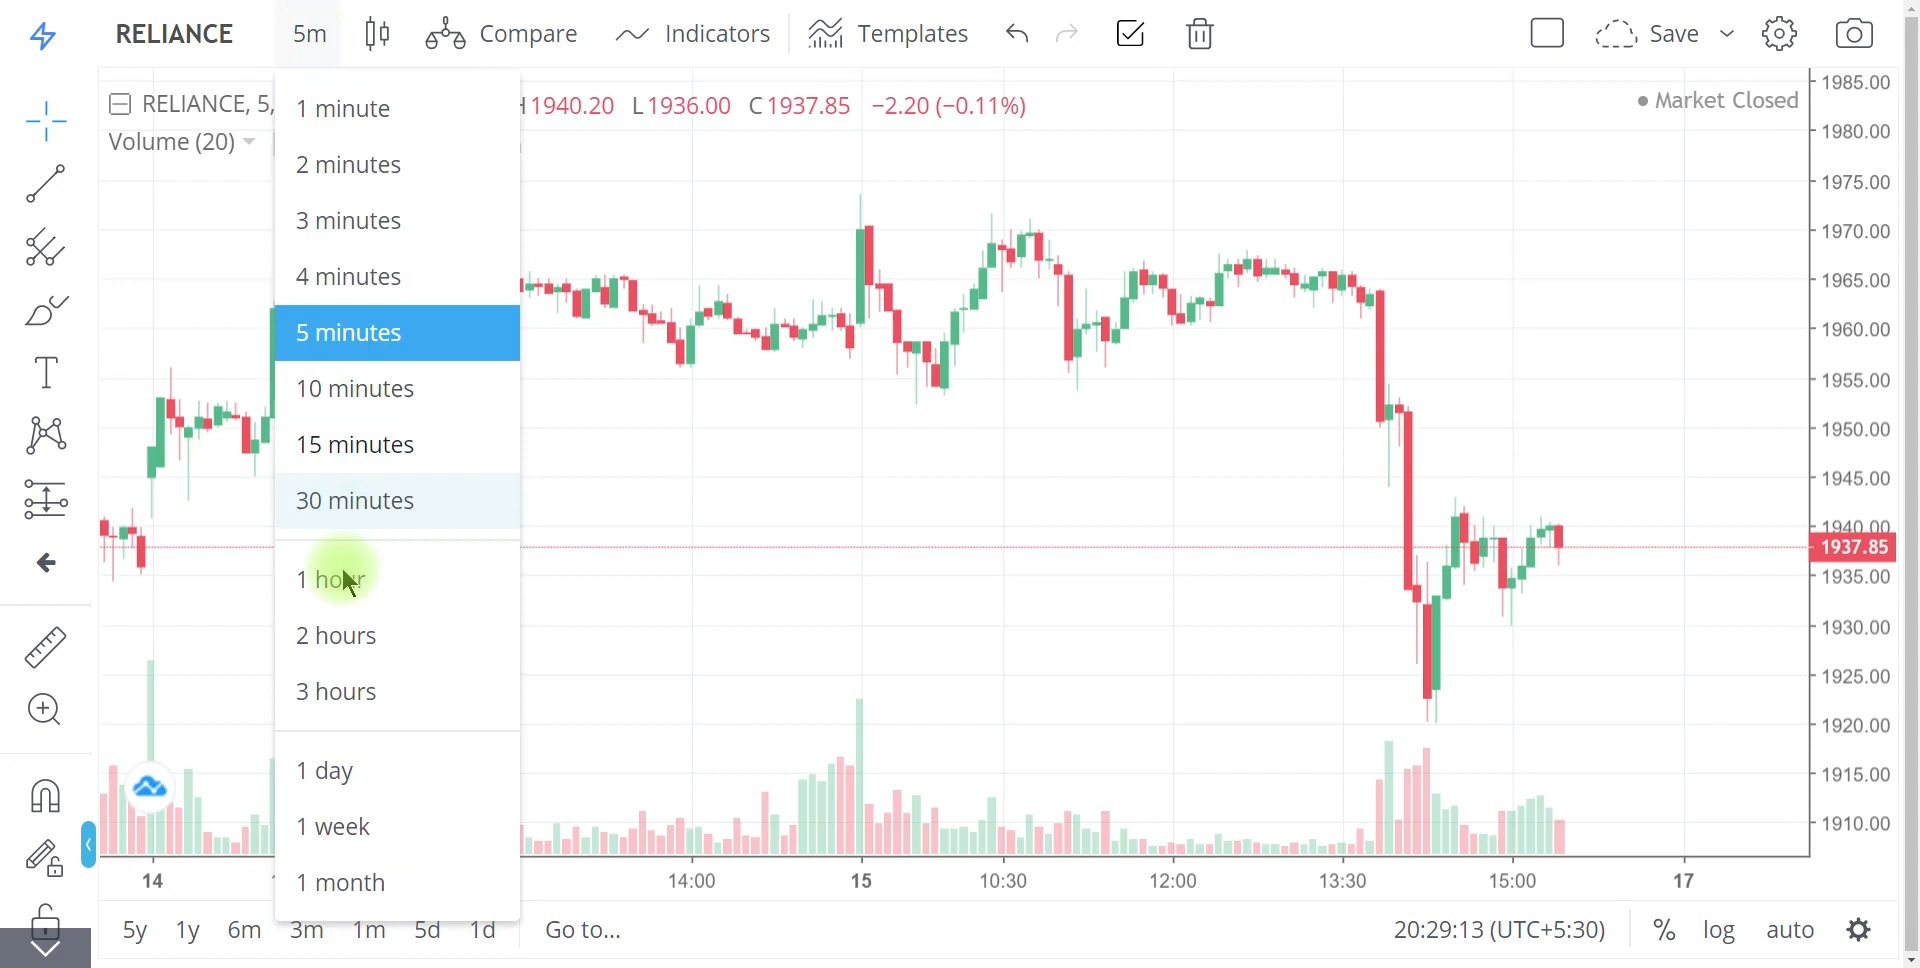 RELIANCE 5m Compare Indicators Templates Save
RELIANCE, 5, H1940.20 L1936.00 C1937.85 −2.20 (−0.11%)
Market Closed
Volume (20)
1 minute
2 minutes
3 minutes
4 minutes
5 minutes
10 minutes
15 minutes
30 minutes
1 hour
2 hours
3 hours
1 day
1 week
1 month
1985.00
1980.00
1975.00
1970.00
1965.00
1960.00
1955.00
1950.00
1945.00
1940.00
1937.85
1935.00
1930.00
1925.00
1920.00
1915.00
1910.00
14 14:00 15 10:30 12:00 13:30 15:00 17
5y 1y 6m 3m 1m 5d 1d Go to... 20:29:13 (UTC+5:30) % log auto